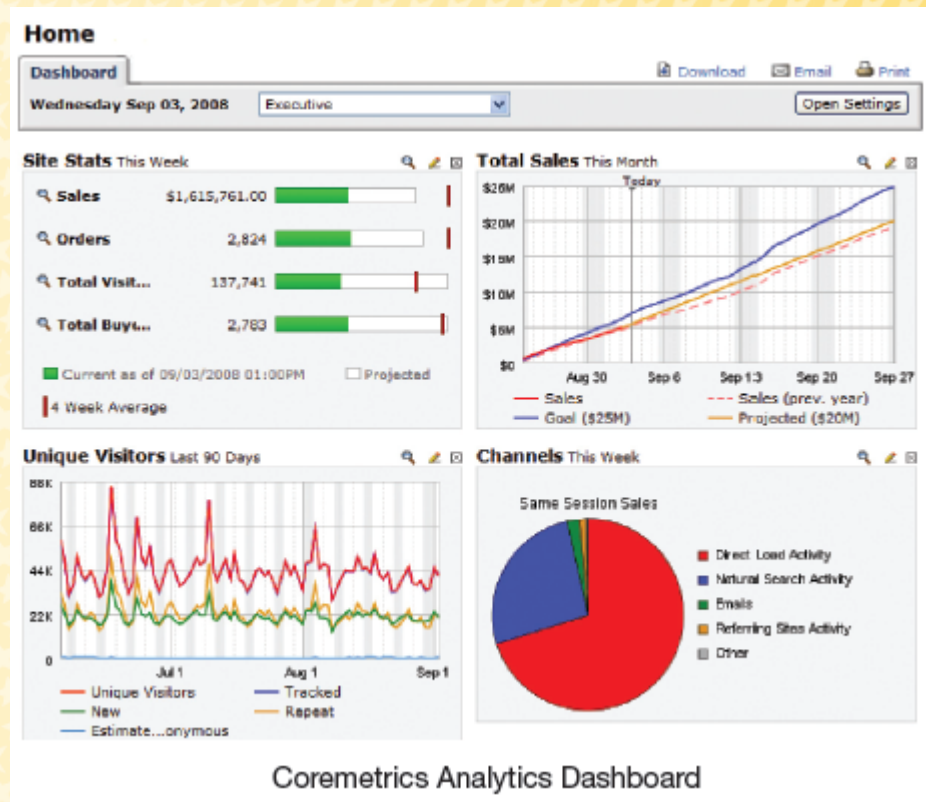 Home
Dashboard
Download Email Print
Wednesday Sep 03, 2008 Executive Open Settings
Site Stats This Week
Sales $1,615,761.00
Orders 2,824
Total Visit... 137,741
Total Buye... 2,783
Current as of 09/03/2008 01:00PM Projected
4 Week Average
Total Sales This Month
Today
$25M
$20M
$15M
$10M
$5M
$0
Aug 30 Sep 6 Sep 13 Sep 20 Sep 27
Sales Sales (prev. year)
Goal ($25M) Projected ($20M)
Unique Visitors Last 90 Days
88K
66K
44K
22K
0
Jul 1 Aug 1 Sep 1
Unique Visitors Tracked
New Repeat
Estimate...onymous
Channels This Week
Same Session Sales
Direct Load Activity
Natural Search Activity
Emails
Referring Sites Activity
Other
Coremetrics Analytics Dashboard